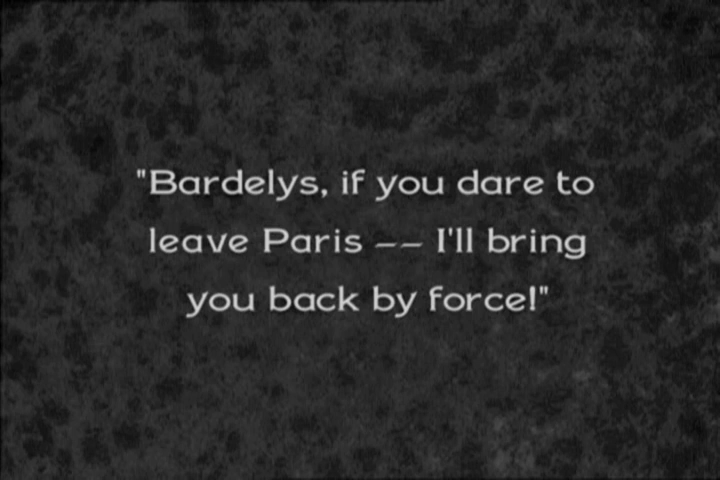 "Bardelys, if you dare to
leave Paris -- I'll bring
you back by force!"